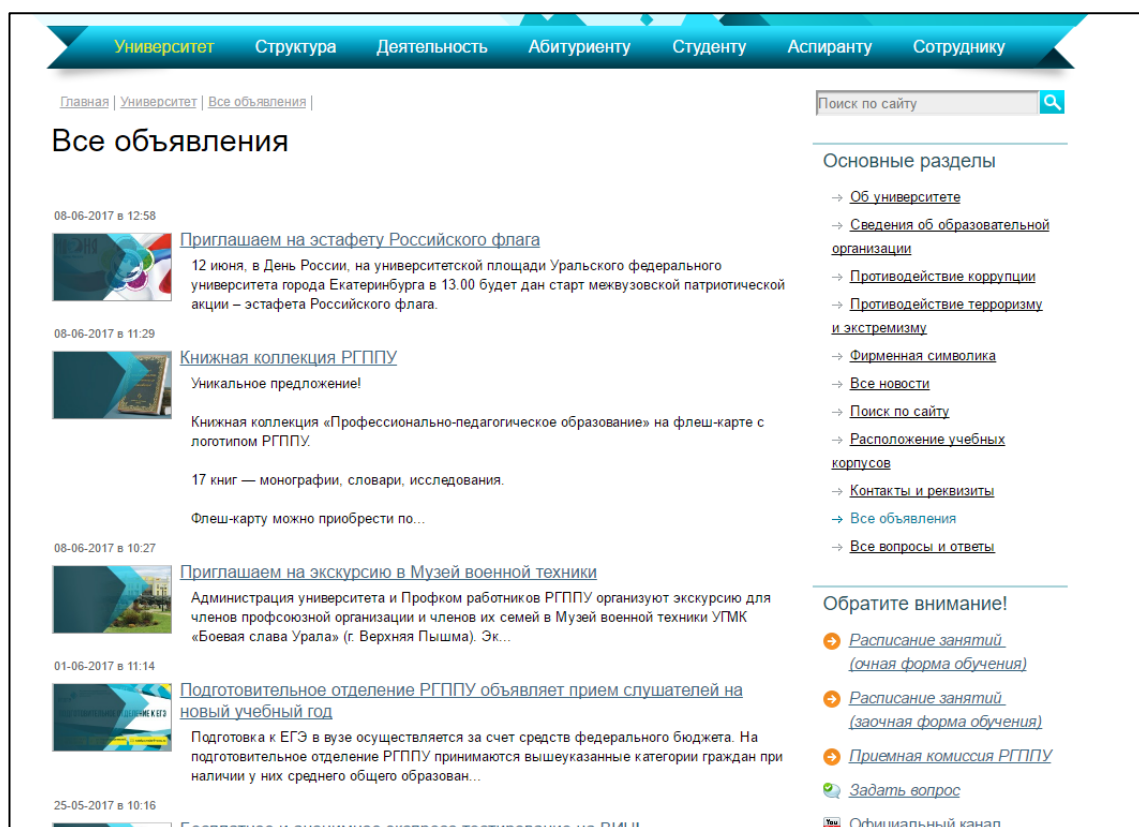 Университет Структура Деятельность Абитуриенту Студенту Аспиранту Сотруднику
Главная | Университет | Все объявления |
Все объявления
08-06-2017 в 12:58
Приглашаем на эстафету Российского флага
12 июня, в День России, на университетской площади Уральского федерального
университета города Екатеринбурга в 13.00 будет дан старт межвузовской патриотической
акции – эстафета Российского флага.
08-06-2017 в 11:29
Книжная коллекция РГППУ
Уникальное предложение!
Книжная коллекция «Профессионально-педагогическое образование» на флеш-карте с
логотипом РГППУ.
17 книг — монографии, словари, исследования.
Флеш-карту можно приобрести по...
08-06-2017 в 10:27
Приглашаем на экскурсию в Музей военной техники
Администрация университета и Профком работников РГППУ организуют экскурсию для
членов профсоюзной организации и членов их семей в Музей военной техники УГМК
«Боевая слава Урала» (г. Верхняя Пышма). Эк...
01-06-2017 в 11:14
Подготовительное отделение РГППУ объявляет прием слушателей на
новый учебный год
Подготовка к ЕГЭ в вузе осуществляется за счет средств федерального бюджета. На
подготовительное отделение РГППУ принимаются вышеуказанные категории граждан при
наличии у них среднего общего образован...
25-05-2017 в 10:16
Поиск по сайту
Основные разделы
Об университете
Сведения об образовательной
организации
Противодействие коррупции
Противодействие терроризму
и экстремизму
Фирменная символика
Все новости
Поиск по сайту
Расположение учебных
корпусов
Контакты и реквизиты
Все объявления
Все вопросы и ответы
Обратите внимание!
Расписание занятий
(очная форма обучения)
Расписание занятий
(заочная форма обучения)
Приемная комиссия РГППУ
Задать вопрос
Официальный канал